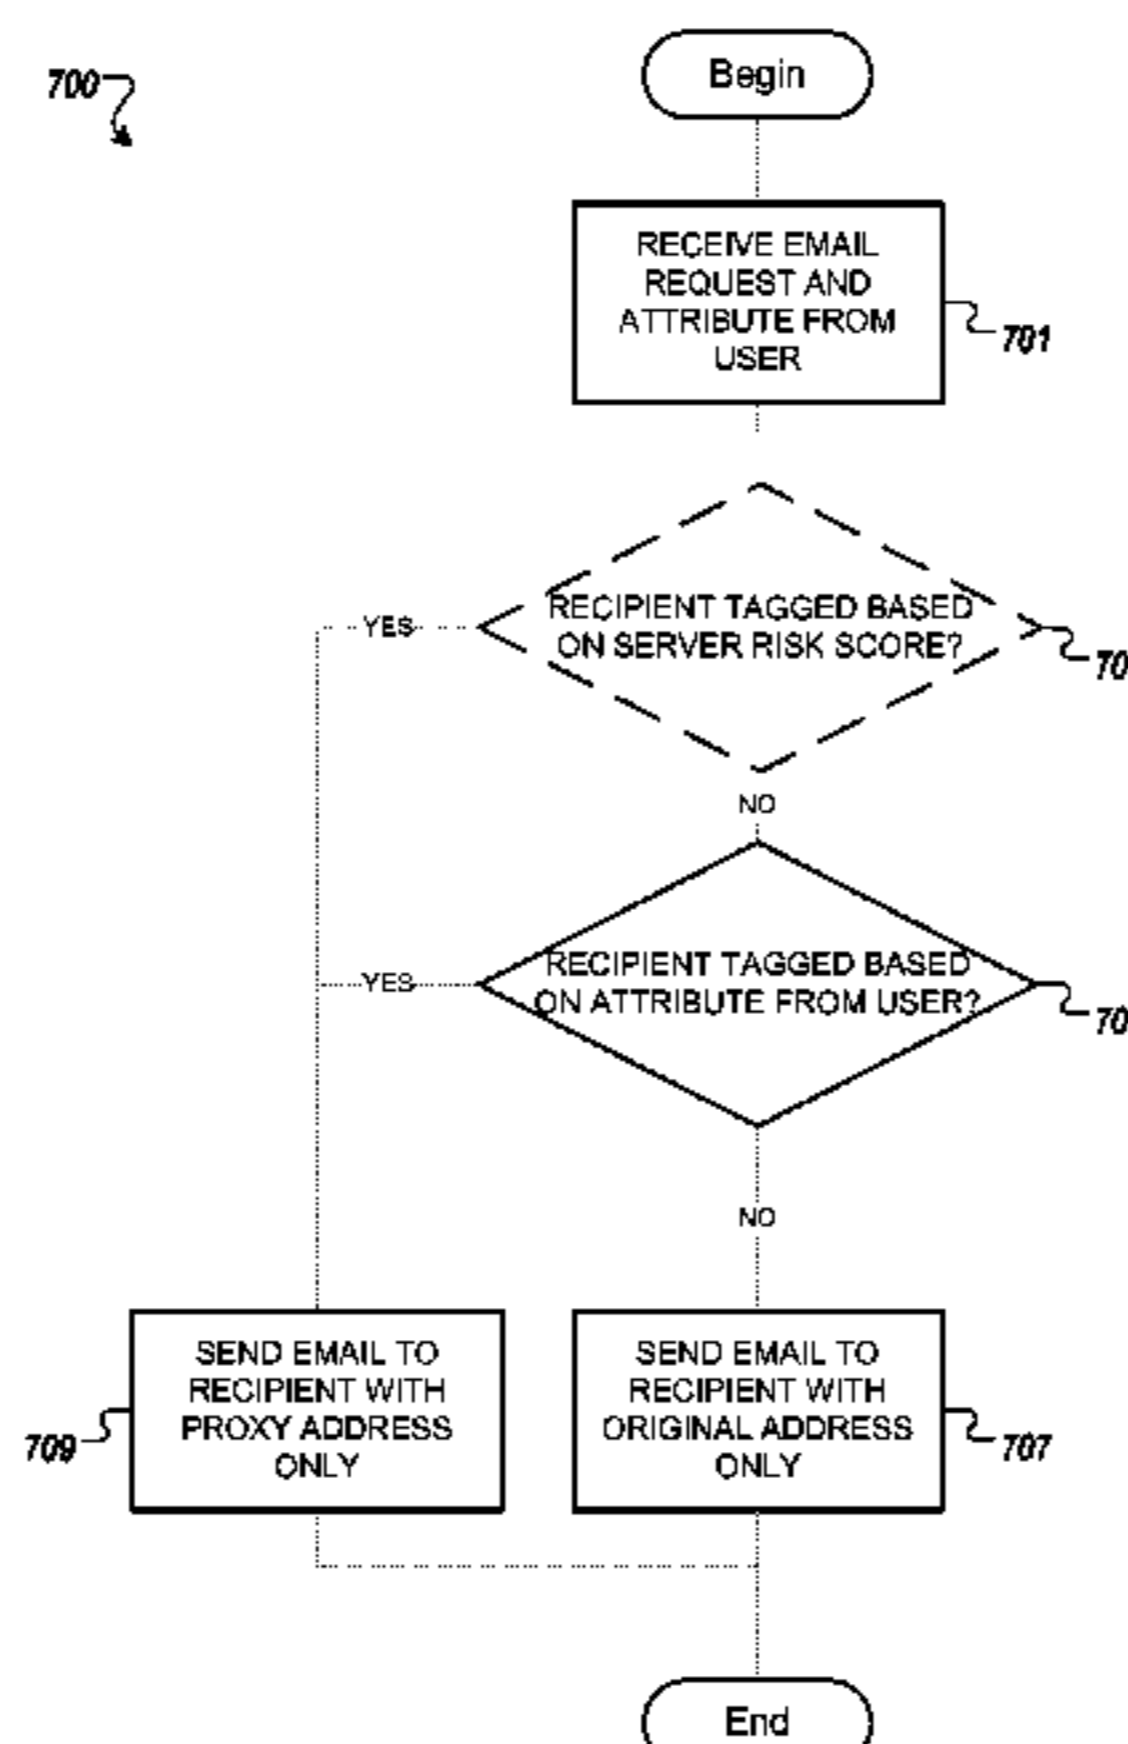 700
Begin
RECEIVE EMAIL
REQUEST AND
ATTRIBUTE FROM
USER
701
RECIPIENT TAGGED BASED
ON SERVER RISK SCORE?
YES
70
NO
RECIPIENT TAGGED BASED
ON ATTRIBUTE FROM USER?
YES
70
NO
SEND EMAIL TO
RECIPIENT WITH
PROXY ADDRESS
ONLY
709
SEND EMAIL TO
RECIPIENT WITH
ORIGINAL ADDRESS
ONLY
707
End